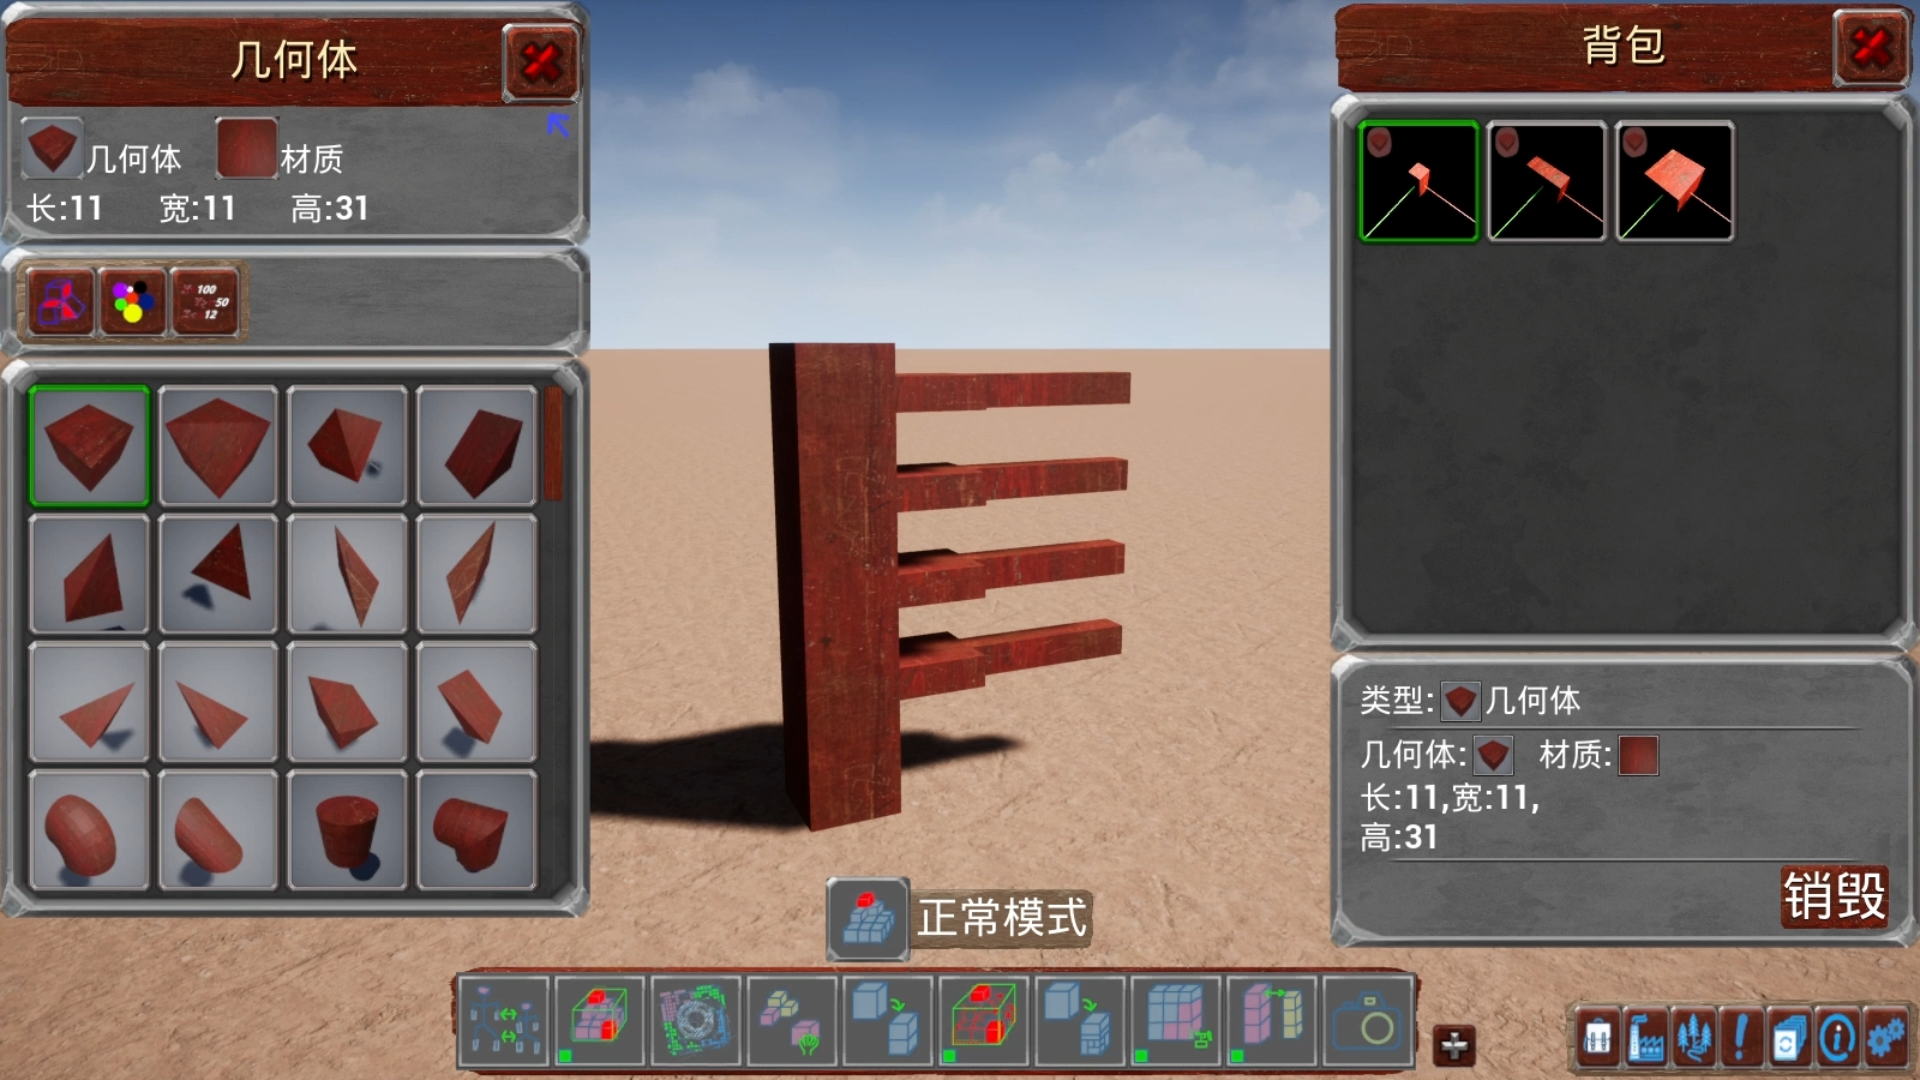 几何体
几何体 材质
长:11 宽:11 高:31
100
50
12
背包
类型: 几何体
几何体: 材质:
长:11,宽:11,
高:31
销毁
正常模式